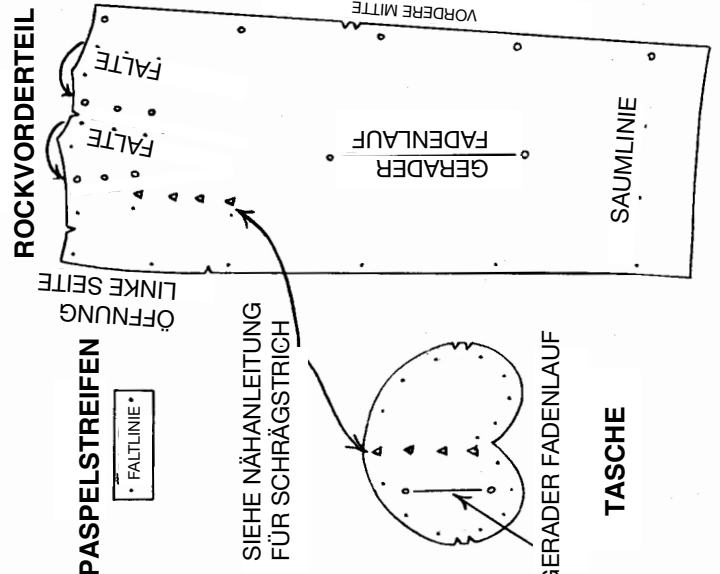 ROCKVORDERTEIL
VORDERE MITTE
FALTE
FALTE
GERADER
FADENLAUF
SAUMLINIE
ÖFFNUNG
LINKE SEITE
PASPELSTREIFEN
FALTLINIE
SIEHE NÄHANLEITUNG
FÜR SCHRÄGSTRICH
GERADER FADENLAUF
TASCHE